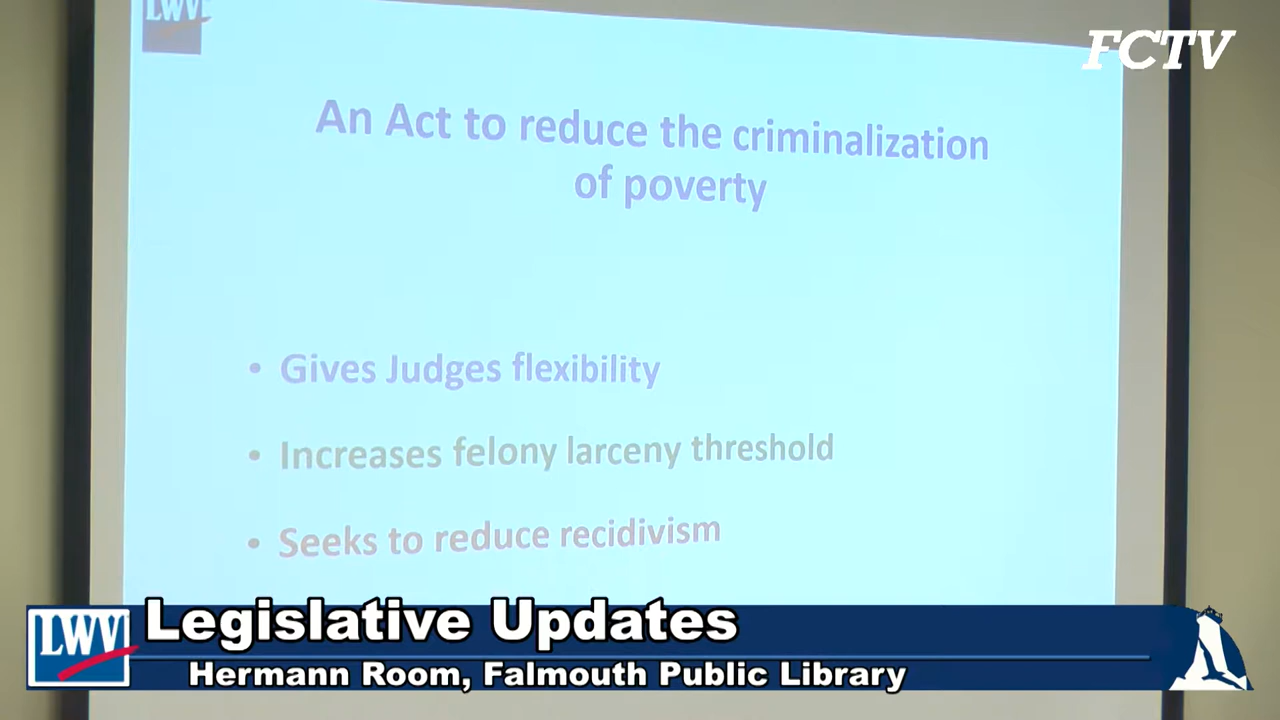 LWV
FCTV
An Act to reduce the criminalization
of poverty
• Gives Judges flexibility
• Increases felony larceny threshold
• Seeks to reduce recidivism
LWV
Legislative Updates
Hermann Room, Falmouth Public Library